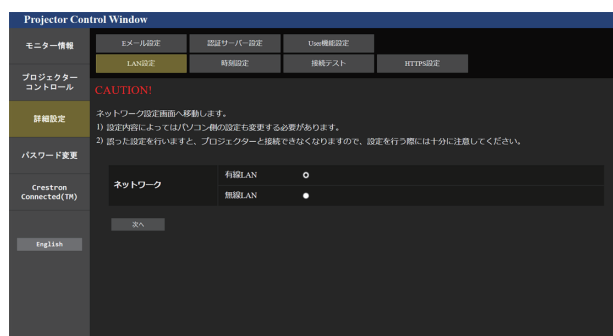 Projector Control Window
モニター情報
プロジェクター
コントロール
詳細設定
パスワード変更
Crestron
Connected(TM)
English
Eメール設定 認証サーバー設定 User機能設定
LAN設定 時刻設定 接続テスト HTTPS設定
CAUTION!
ネットワーク設定画面へ移動します。
1) 設定内容によってはパソコン側の設定も変更する必要があります。
2) 誤った設定を行いますと、プロジェクターと接続できなくなりますので、設定を行う際には十分に注意してください。
ネットワーク
有線LAN
無線LAN
次へ